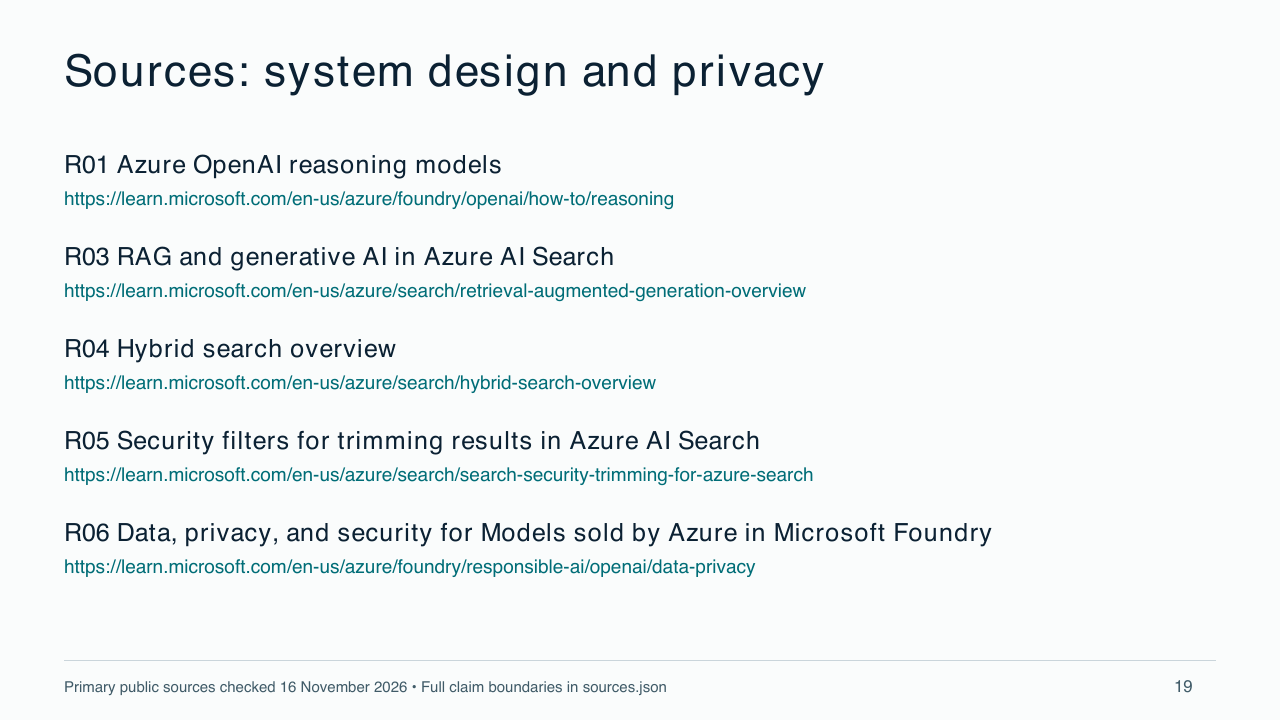 Sources: system design and privacy
R01 Azure OpenAI reasoning models
https://learn.microsoft.com/en-us/azure/foundry/openai/how-to/reasoning
R03 RAG and generative AI in Azure AI Search
https://learn.microsoft.com/en-us/azure/search/retrieval-augmented-generation-overview
R04 Hybrid search overview
https://learn.microsoft.com/en-us/azure/search/hybrid-search-overview
R05 Security filters for trimming results in Azure AI Search
https://learn.microsoft.com/en-us/azure/search/search-security-trimming-for-azure-search
R06 Data, privacy, and security for Models sold by Azure in Microsoft Foundry
https://learn.microsoft.com/en-us/azure/foundry/responsible-ai/openai/data-privacy
Primary public sources checked 16 November 2026 • Full claim boundaries in sources.json
19